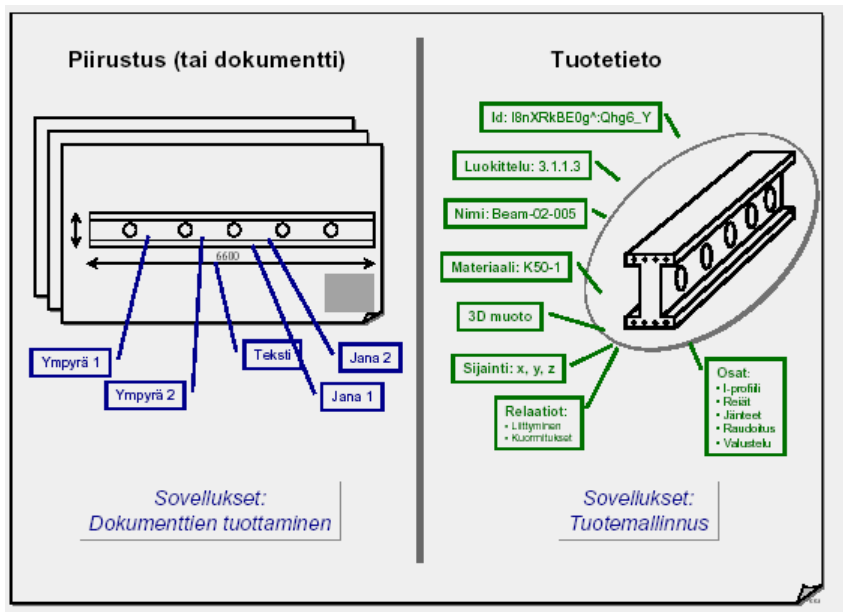 Piirustus (tai dokumentti)
6600
Ympyrä 1
Ympyrä 2
Teksti
Jana 2
Jana 1
Sovellukset:
Dokumenttien tuottaminen
Tuotetieto
Id: I8nXRkBE0g^:Qhg6_Y
Luokittelu: 3.1.1.3
Nimi: Beam-02-005
Materiaali: K50-1
3D muoto
Sijainti: x, y, z
Relaatiot:
• Liittyminen
• Kuormitukset
Osat:
• I-profiili
• Reiät
• Jänteet
• Raudoitus
• Valustelu
Sovellukset:
Tuotemallinnus